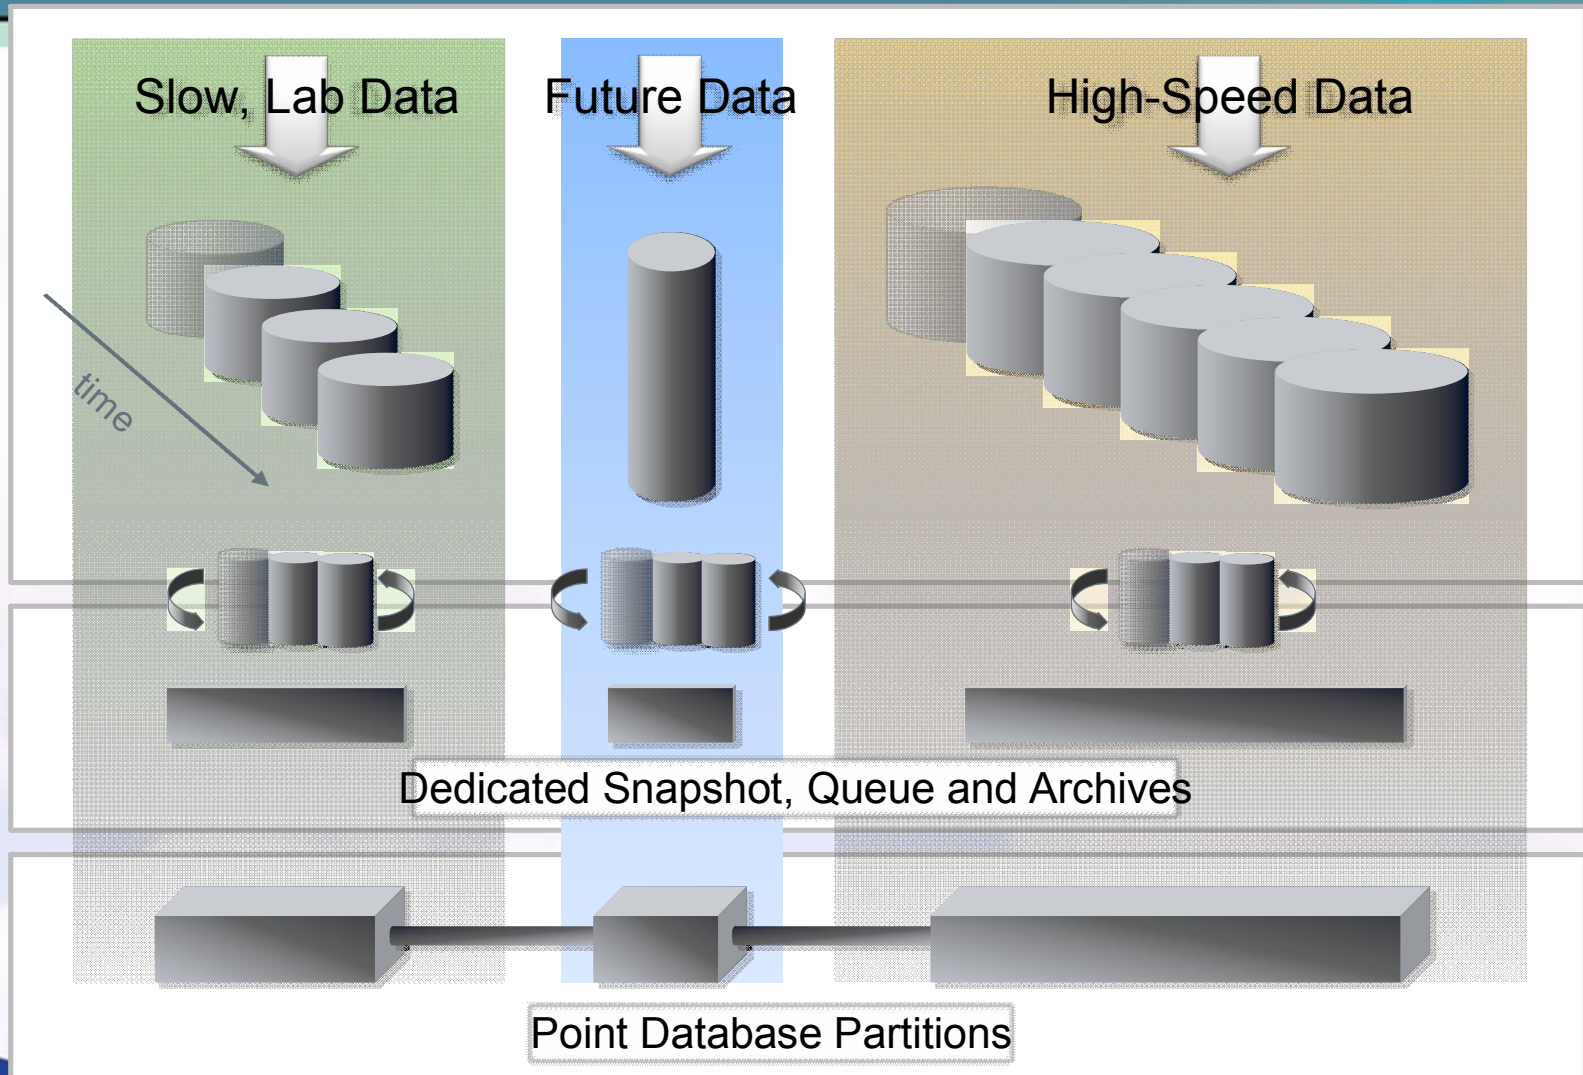 Slow, Lab Data
Future Data
High-Speed Data
time
Dedicated Snapshot, Queue and Archives
Point Database Partitions